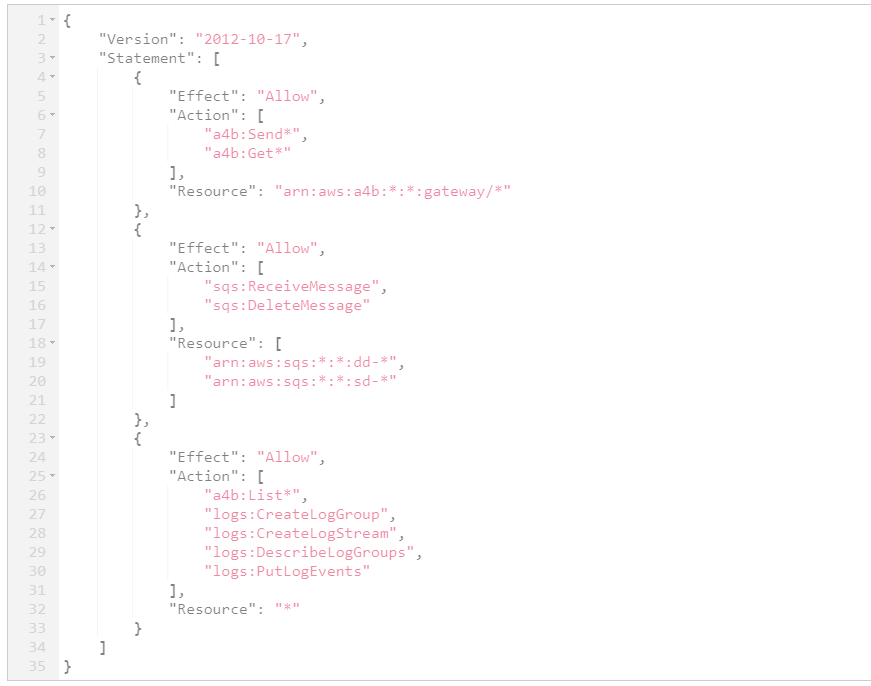 1 {
2     "Version": "2012-10-17",
3     "Statement": [
4         {
5             "Effect": "Allow",
6             "Action": [
7                 "a4b:Send*",
8                 "a4b:Get*"
9             ],
10             "Resource": "arn:aws:a4b:*:*:gateway/*"
11         },
12         {
13             "Effect": "Allow",
14             "Action": [
15                 "sqs:ReceiveMessage",
16                 "sqs:DeleteMessage"
17             ],
18             "Resource": [
19                 "arn:aws:sqs:*:*:dd-*",
20                 "arn:aws:sqs:*:*:sd-*"
21             ]
22         },
23         {
24             "Effect": "Allow",
25             "Action": [
26                 "a4b:List*",
27                 "logs:CreateLogGroup",
28                 "logs:CreateLogStream",
29                 "logs:DescribeLogGroups",
30                 "logs:PutLogEvents"
31             ],
32             "Resource": "*"
33         }
34     ]
35 }